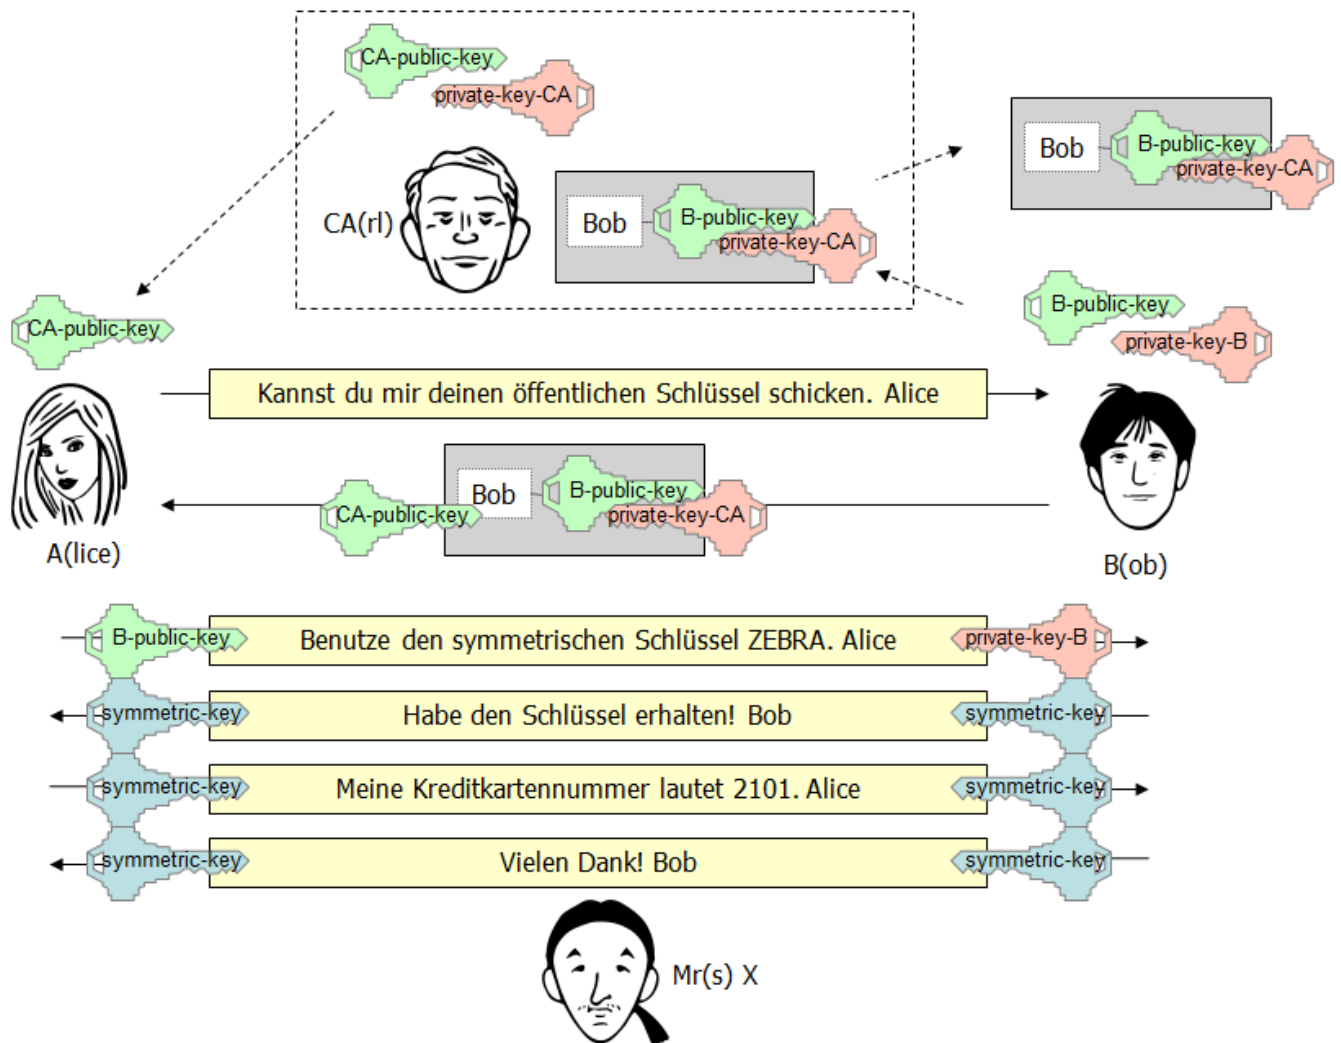 CA-public-key
private-key-CA
CA(rl)
Bob
B-public-key
private-key-CA
Bob
B-public-key
private-key-CA
B-public-key
private-key-B
CA-public-key
Kannst du mir deinen öffentlichen Schlüssel schicken. Alice
CA-public-key
Bob
B-public-key
private-key-CA
A(lice)
B(ob)
B-public-key
Benutze den symmetrischen Schlüssel ZEBRA. Alice
private-key-B
symmetric-key
Habe den Schlüssel erhalten! Bob
symmetric-key
symmetric-key
Meine Kreditkartennummer lautet 2101. Alice
symmetric-key
symmetric-key
Vielen Dank! Bob
symmetric-key
Mr(s) X